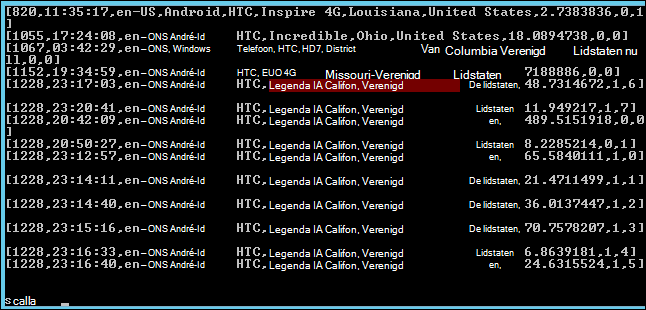 [820,11:35:17,en-US,Android,HTC,Inspire 4G,Louisiana,United States,2.7383836,0,1
]
[1055,17:24:08,en-ONS André-Id HTC,Incredible,Ohio,United States,18.0894738,0,0]
[1067,03:42:29,en-ONS, Windows Telefoon, HTC, HD7, District Van Columbia Verenigd Lidstaten nu
ll,0,0]
[1152,19:34:59,en-ONS André-Id HTC, EUO 4G Missouri-Verenigd Lidstaten 7188886,0,0]
[1228,23:17:03,en-ONS André-Id HTC,Legenda IA Califon, Verenigd De lidstaten, 48.7314672,1,6]
[1228,23:20:41,en-ONS André-Id HTC,Legenda IA Califon, Verenigd Lidstaten 11.949217,1,7]
[1228,20:42:09,en-ONS André-Id HTC,Legenda IA Califon, Verenigd en, 489.5151918,0,0
]
[1228,20:50:27,en-ONS André-Id HTC,Legenda IA Califon, Verenigd Lidstaten 8.2285214,0,1]
[1228,23:12:57,en-ONS André-Id HTC,Legenda IA Califon, Verenigd en, 65.5840111,1,0]
[1228,23:14:11,en-ONS André-Id HTC,Legenda IA Califon, Verenigd De lidstaten, 21.4711499,1,1]
[1228,23:14:40,en-ONS André-Id HTC,Legenda IA Califon, Verenigd De lidstaten, 36.0137447,1,2]
[1228,23:15:16,en-ONS André-Id HTC,Legenda IA Califon, Verenigd De lidstaten, 70.7578207,1,3]
[1228,23:16:33,en-ONS André-Id HTC,Legenda IA Califon, Verenigd Lidstaten 6.8639181,1,4]
[1228,23:16:40,en-ONS André-Id HTC,Legenda IA Califon, Verenigd en, 24.6315524,1,5]
s calla